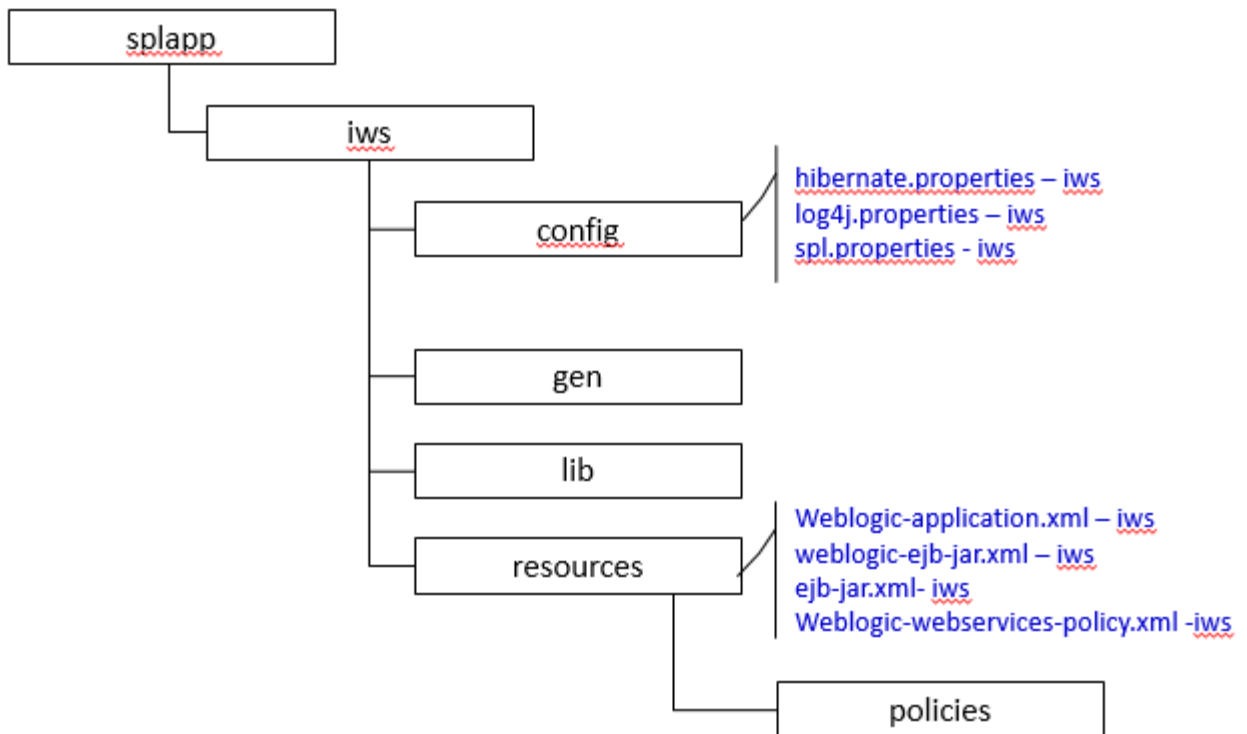 splapp
iws
config
hibernate.properties – iws
log4j.properties – iws
spl.properties - iws
gen
lib
resources
Weblogic-application.xml – iws
weblogic-ejb-jar.xml – iws
ejb-jar.xml- iws
Weblogic-webservices-policy.xml -iws
policies